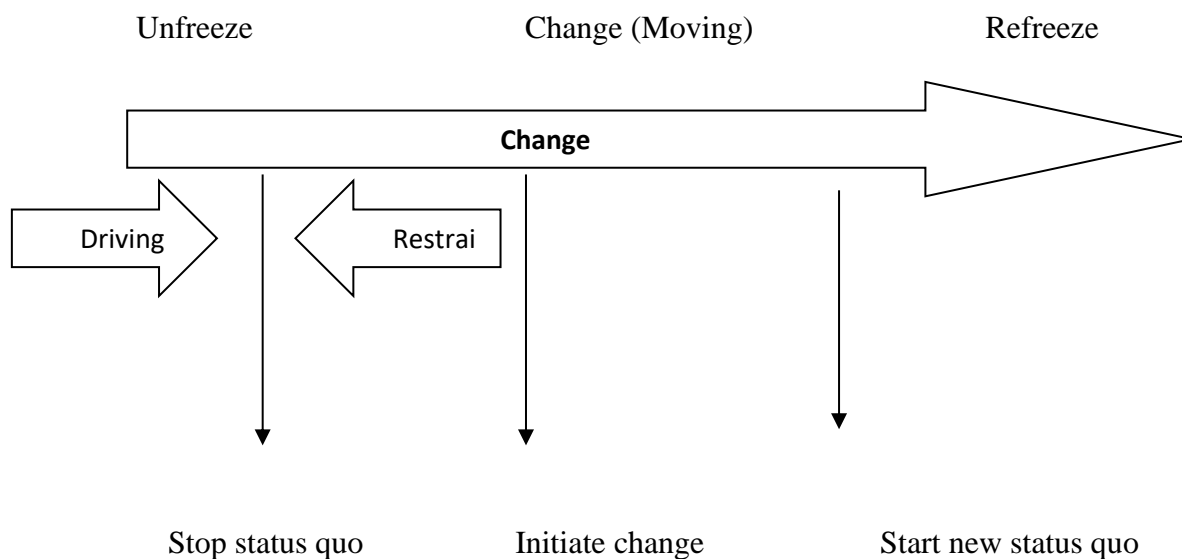 Unfreeze Change (Moving) Refreeze
Change
Driving Restrai
Stop status quo Initiate change Start new status quo